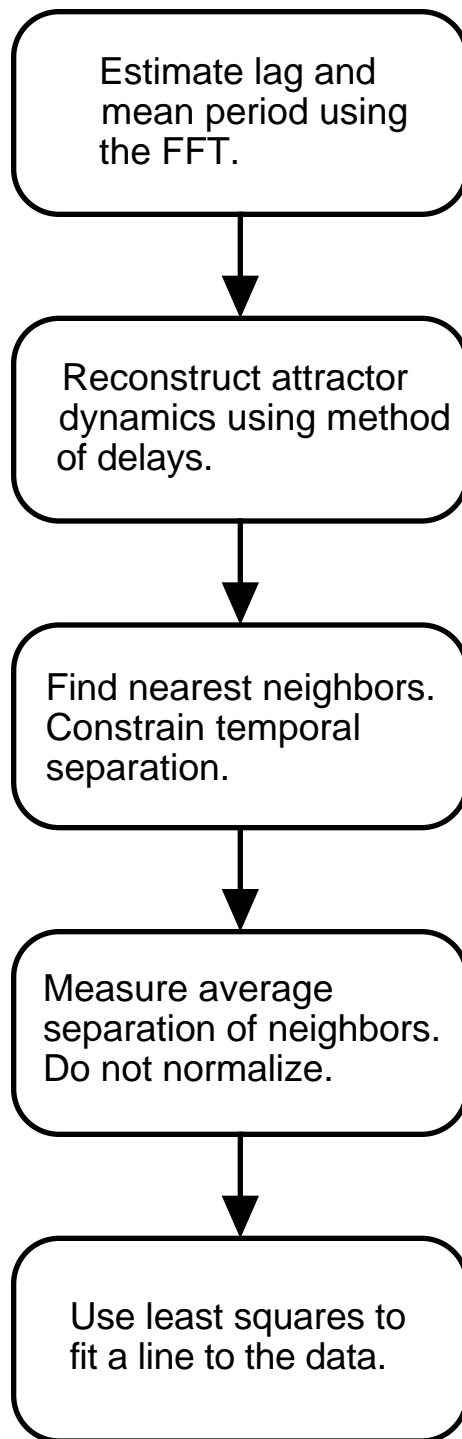 Estimate lag and
mean period using
the FFT.
Reconstruct attractor
dynamics using method
of delays.
Find nearest neighbors.
Constrain temporal
separation.
Measure average
separation of neighbors.
Do not normalize.
Use least squares to
fit a line to the data.